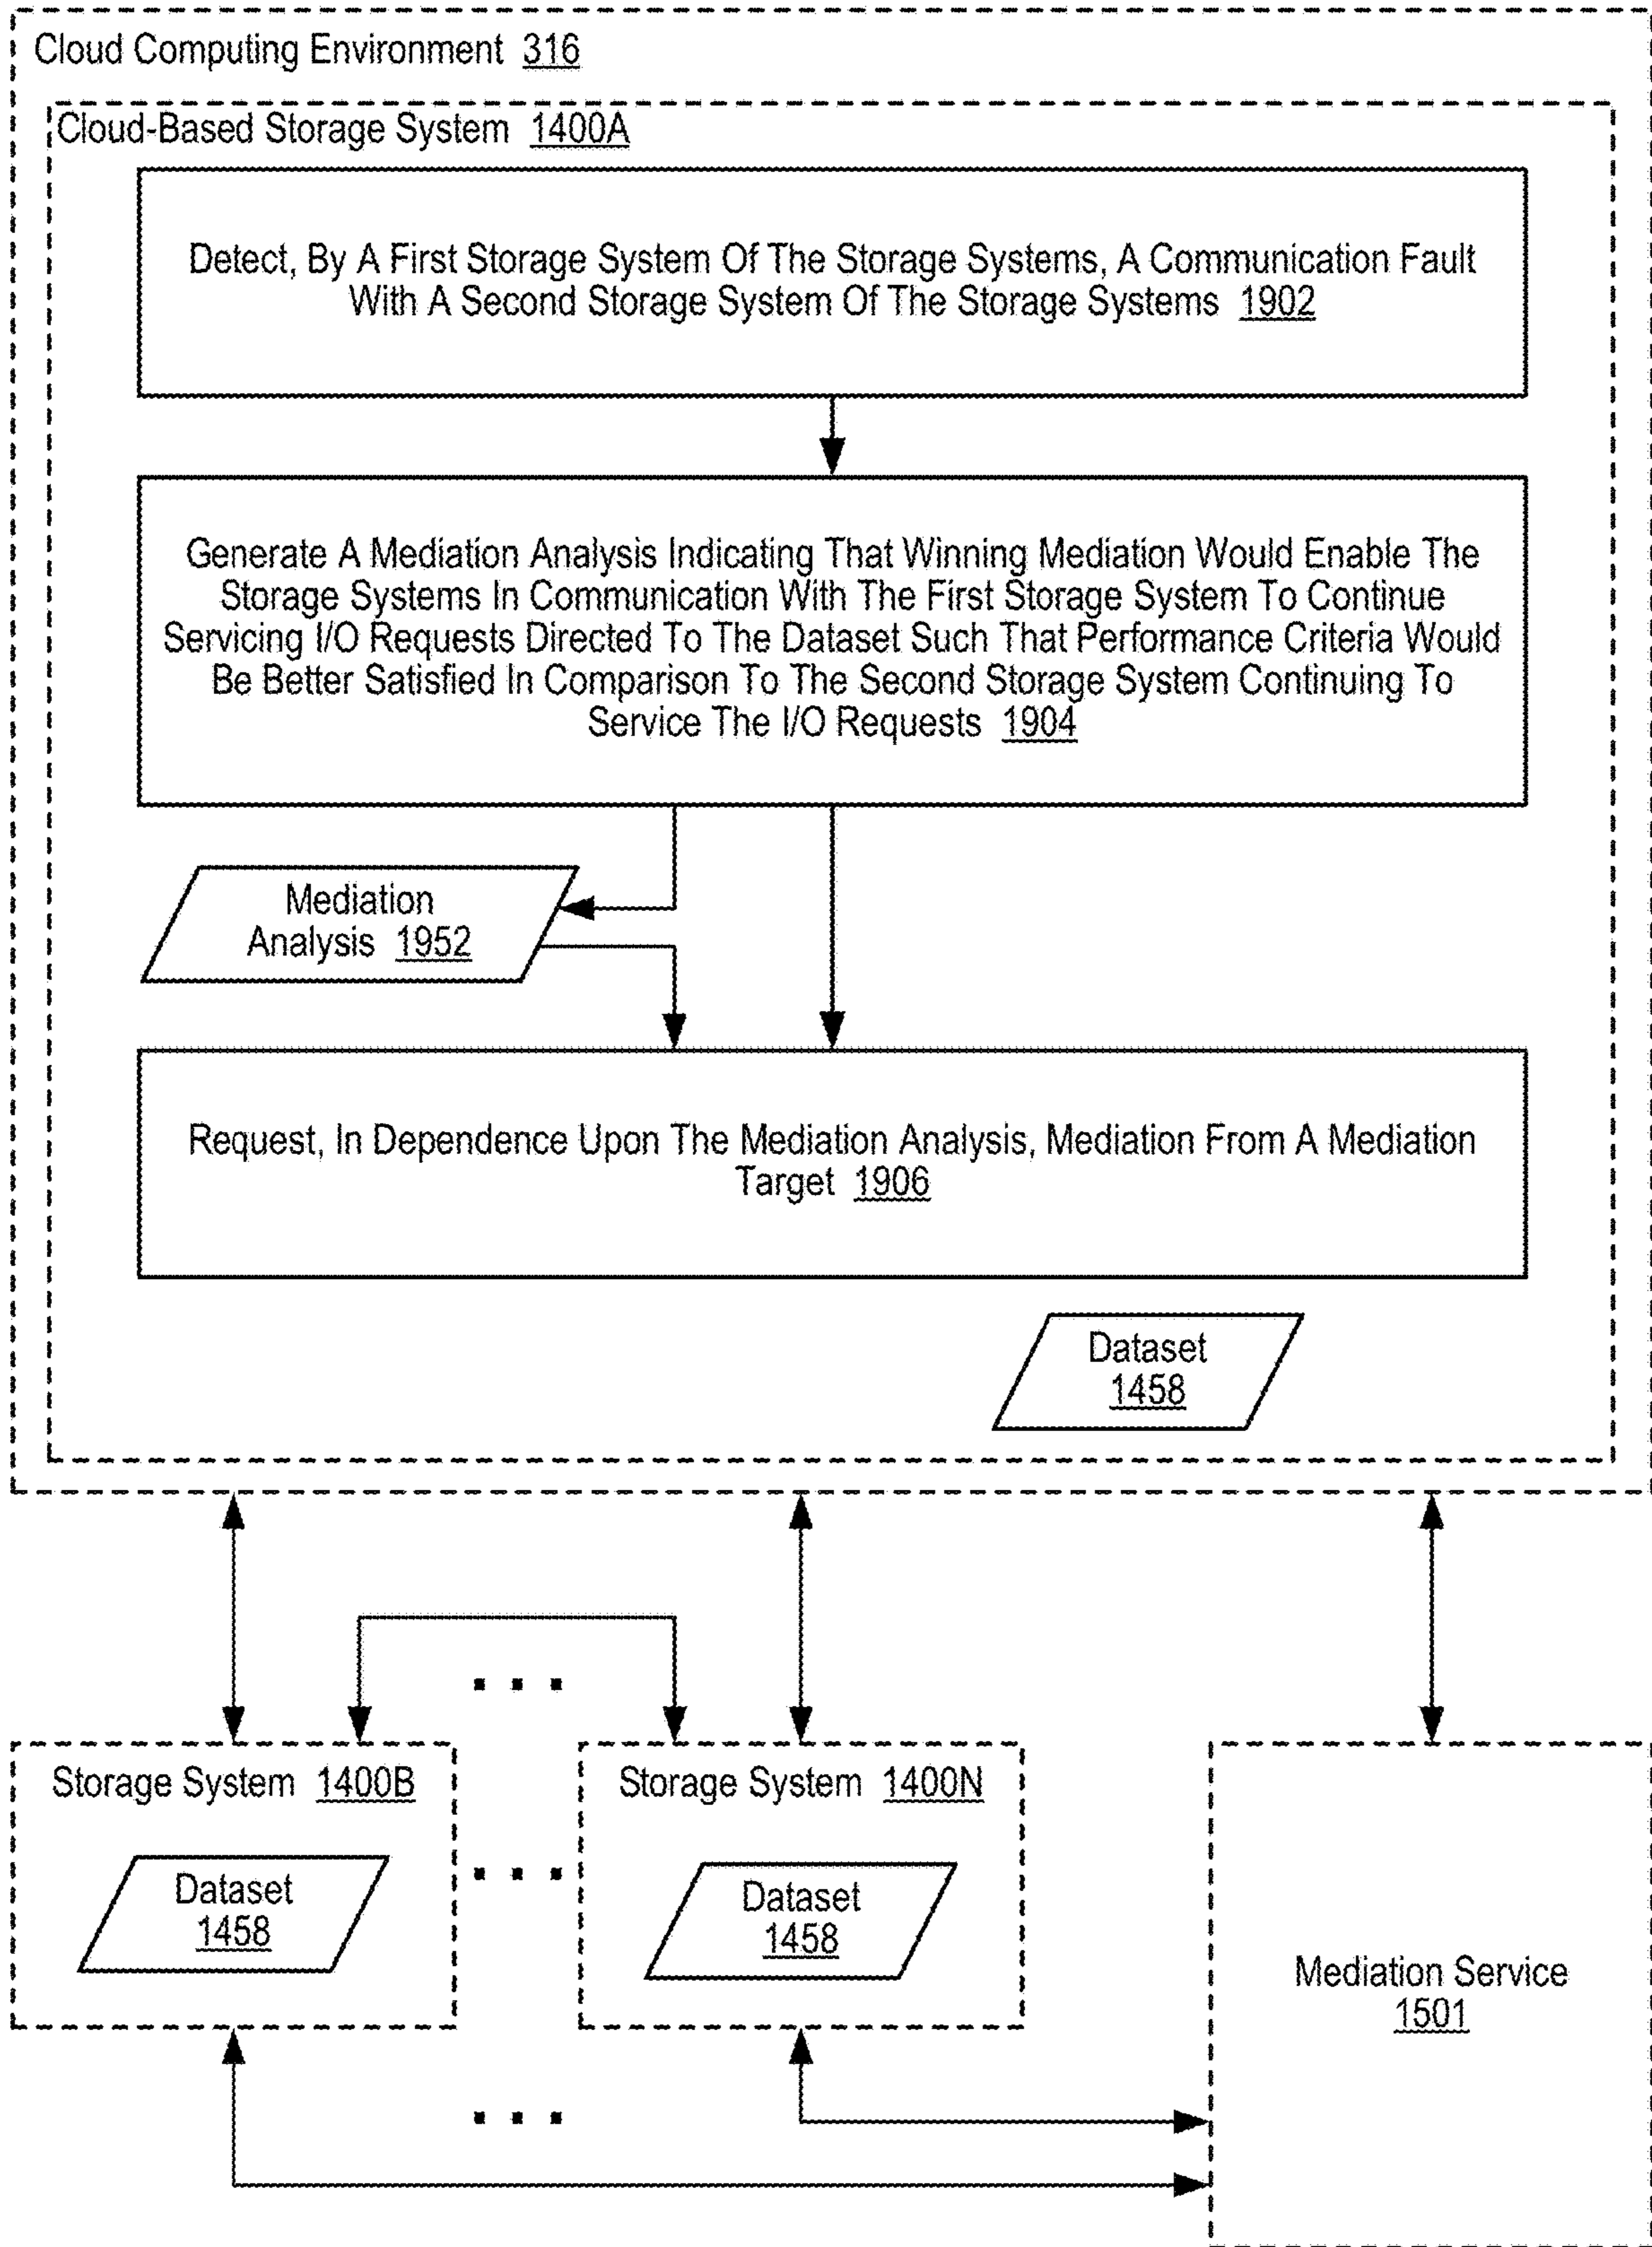 Cloud Computing Environment 316
Cloud-Based Storage System 1400A
Detect, By A First Storage System Of The Storage Systems, A Communication Fault
With A Second Storage System Of The Storage Systems 1902
Generate A Mediation Analysis Indicating That Winning Mediation Would Enable The
Storage Systems In Communication With The First Storage System To Continue
Servicing I/O Requests Directed To The Dataset Such That Performance Criteria Would
Be Better Satisfied In Comparison To The Second Storage System Continuing To
Service The I/O Requests 1904
Mediation
Analysis 1952
Request, In Dependence Upon The Mediation Analysis, Mediation From A Mediation
Target 1906
Dataset
1458
Storage System 1400B
Dataset
1458
Storage System 1400N
Dataset
1458
Mediation Service
1501